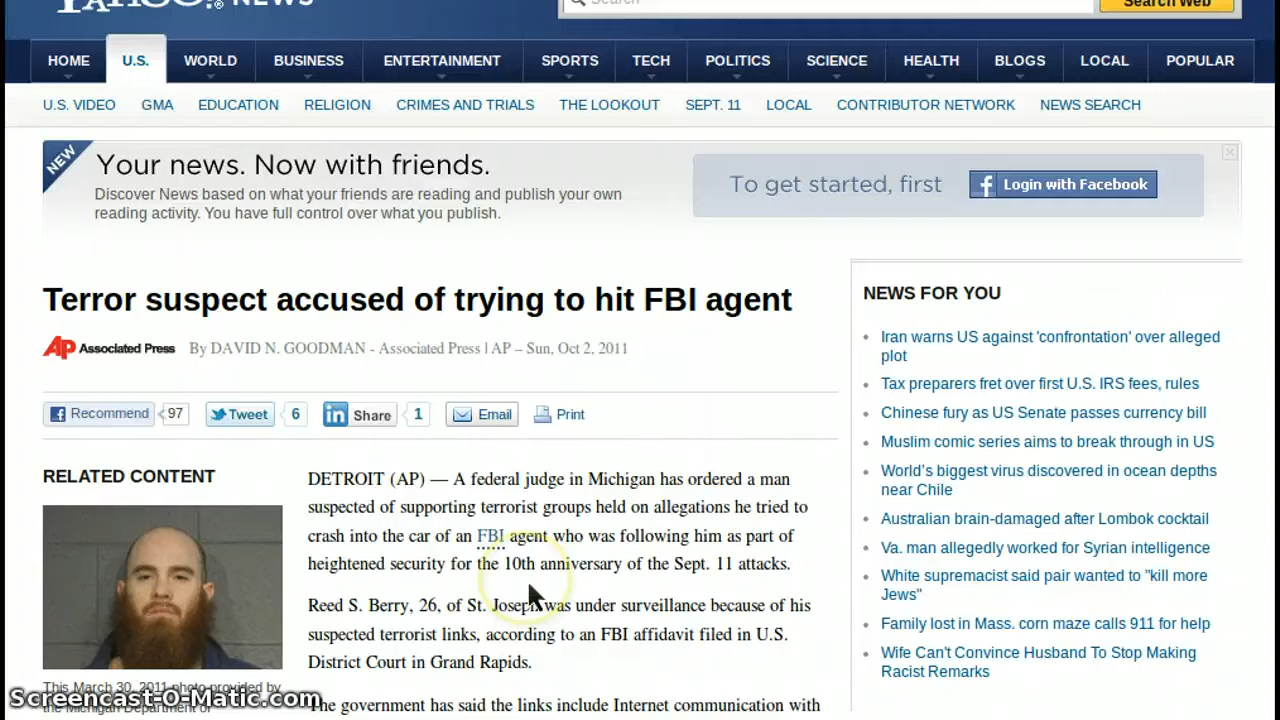 YAHOO!® NEWS
Search
Search Web
HOME U.S. WORLD BUSINESS ENTERTAINMENT SPORTS TECH POLITICS SCIENCE HEALTH BLOGS LOCAL POPULAR
U.S. VIDEO GMA EDUCATION RELIGION CRIMES AND TRIALS THE LOOKOUT SEPT. 11 LOCAL CONTRIBUTOR NETWORK NEWS SEARCH
NEW
Your news. Now with friends.
Discover News based on what your friends are reading and publish your own
reading activity. You have full control over what you publish.
To get started, first
f Login with Facebook
Terror suspect accused of trying to hit FBI agent
AP Associated Press By DAVID N. GOODMAN - Associated Press | AP – Sun, Oct 2, 2011
Recommend 97 Tweet 6 in Share 1 Email Print
RELATED CONTENT
This March 30, 2011 photo provided by
the Michigan Department of
DETROIT (AP) — A federal judge in Michigan has ordered a man
suspected of supporting terrorist groups held on allegations he tried to
crash into the car of an FBI agent who was following him as part of
heightened security for the 10th anniversary of the Sept. 11 attacks.
Reed S. Berry, 26, of St. Joseph was under surveillance because of his
suspected terrorist links, according to an FBI affidavit filed in U.S.
District Court in Grand Rapids.
The government has said the links include Internet communication with
NEWS FOR YOU
Iran warns US against 'confrontation' over alleged
plot
Tax preparers fret over first U.S. IRS fees, rules
Chinese fury as US Senate passes currency bill
Muslim comic series aims to break through in US
World's biggest virus discovered in ocean depths
near Chile
Australian brain-damaged after Lombok cocktail
Va. man allegedly worked for Syrian intelligence
White supremacist said pair wanted to "kill more
Jews"
Family lost in Mass. corn maze calls 911 for help
Wife Can't Convince Husband To Stop Making
Racist Remarks
Screencast-O-Matic.com